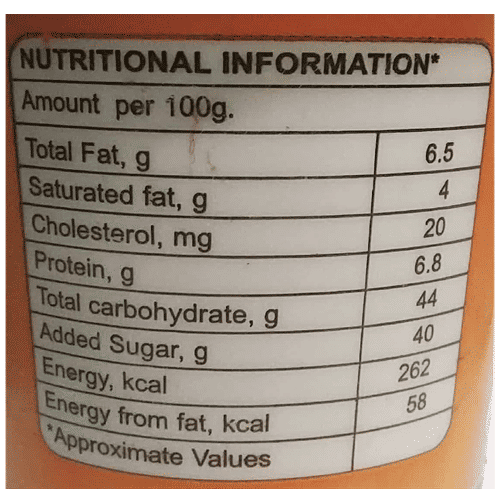 NUTRITIONAL INFORMATION*
Amount per 100g.
Total Fat, g 6.5
Saturated fat, g 4
Cholesterol, mg 20
Protein, g 6.8
Total carbohydrate, g 44
Added Sugar, g 40
Energy, kcal 262
Energy from fat, kcal 58
*Approximate Values